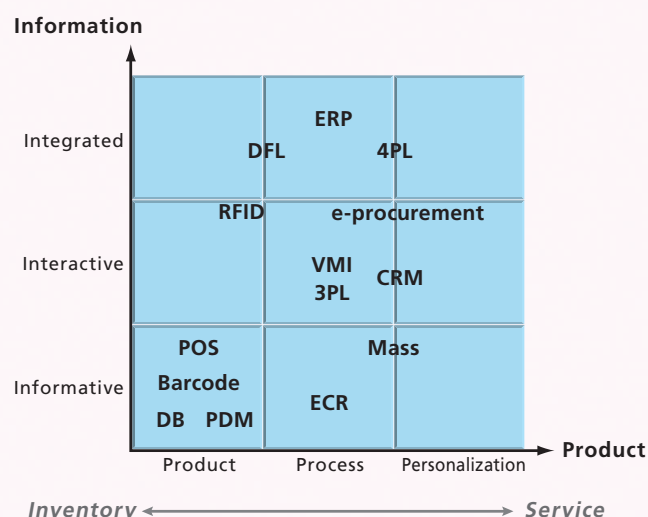 Information
Integrated
ERP
DFL
4PL
RFID
e-procurement
Interactive
VMI
CRM
3PL
POS
Mass
Informative
Barcode
ECR
DB PDM
Product
Product
Process
Personalization
Inventory
Service